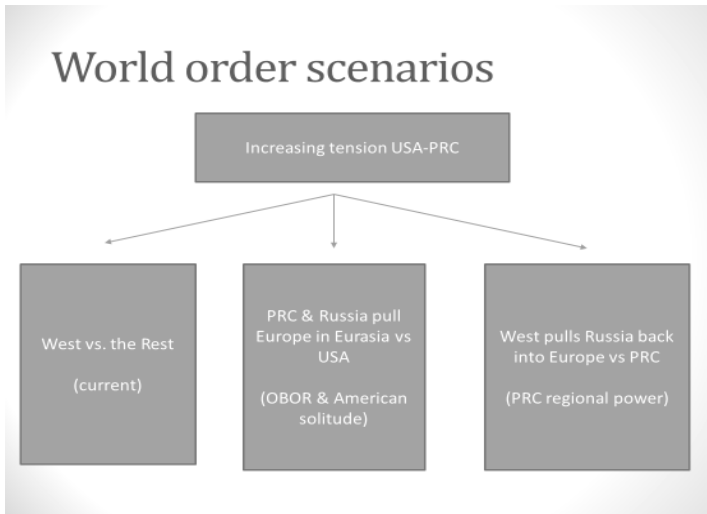 World order scenarios
Increasing tension USA-PRC
West vs. the Rest
(current)
PRC & Russia pull
Europe in Eurasia vs
USA
(OBOR & American
solitude)
West pulls Russia back
into Europe vs PRC
(PRC regional power)